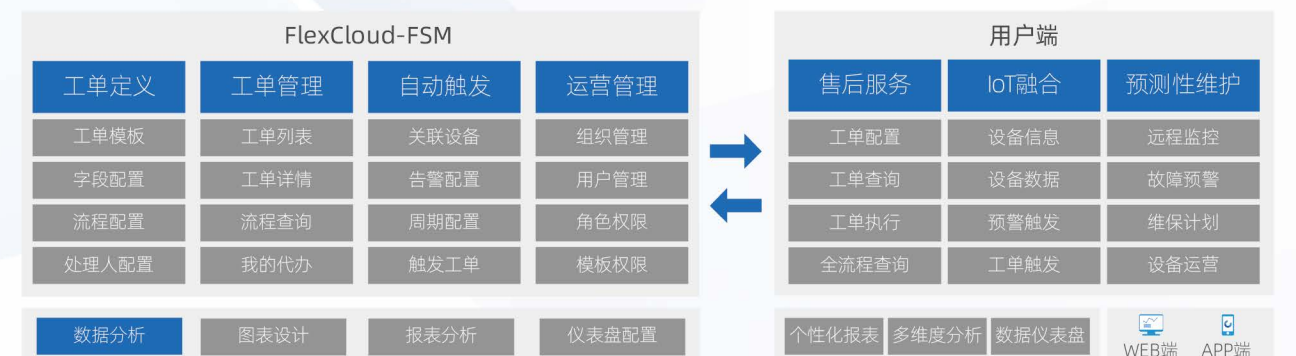 FlexCloud-FSM
工单定义 工单管理 自动触发 运营管理
工单模板 工单列表 关联设备 组织管理
字段配置 工单详情 告警配置 用户管理
流程配置 流程查询 周期配置 角色权限
处理人配置 我的代办 触发工单 模板权限
数据分析 图表设计 报表分析 仪表盘配置
用户端
售后服务 IoT融合 预测性维护
工单配置 设备信息 远程监控
工单查询 设备数据 故障预警
工单执行 预警触发 维保计划
全流程查询 工单触发 设备运营
个性化报表 多维度分析 数据仪表盘
WEB端 APP端